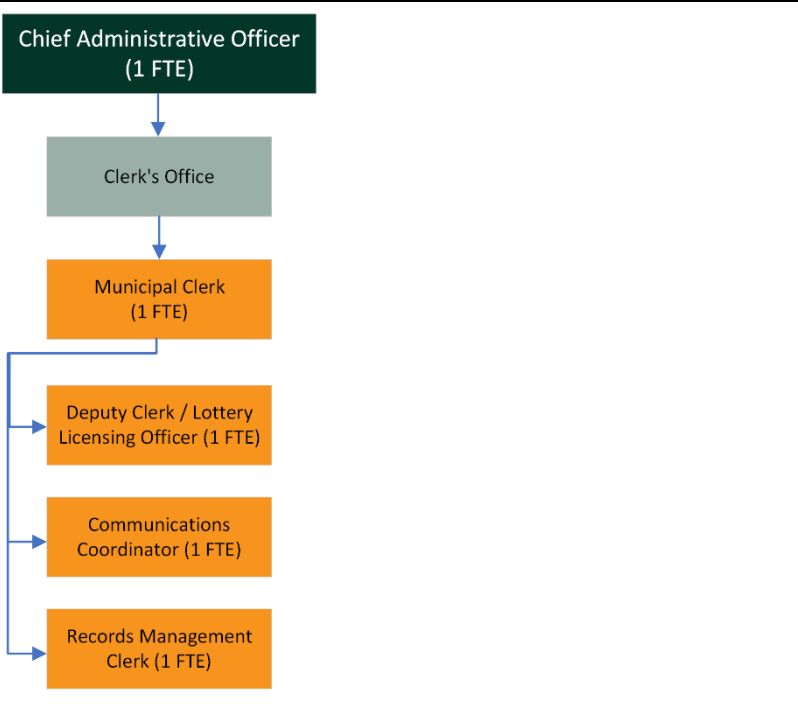 Chief Administrative Officer
(1 FTE)
Clerk's Office
Municipal Clerk
(1 FTE)
Deputy Clerk / Lottery
Licensing Officer (1 FTE)
Communications
Coordinator (1 FTE)
Records Management
Clerk (1 FTE)